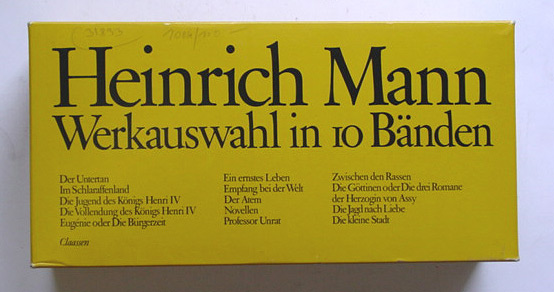 31893
Heinrich Mann
Werkauswahl in 10 Bänden
Der Untertan
Im Schlaraffenland
Die Jugend des Königs Henri IV
Die Vollendung des Königs Henri IV
Eugénie oder Die Bürgerzeit
Ein ernstes Leben
Empfang bei der Welt
Der Atem
Novellen
Professor Unrat
Zwischen den Rassen
Die Göttinen oder Die drei Romane
der Herzogin von Assy
Die Jagd nach Liebe
Die kleine Stadt
Claassen